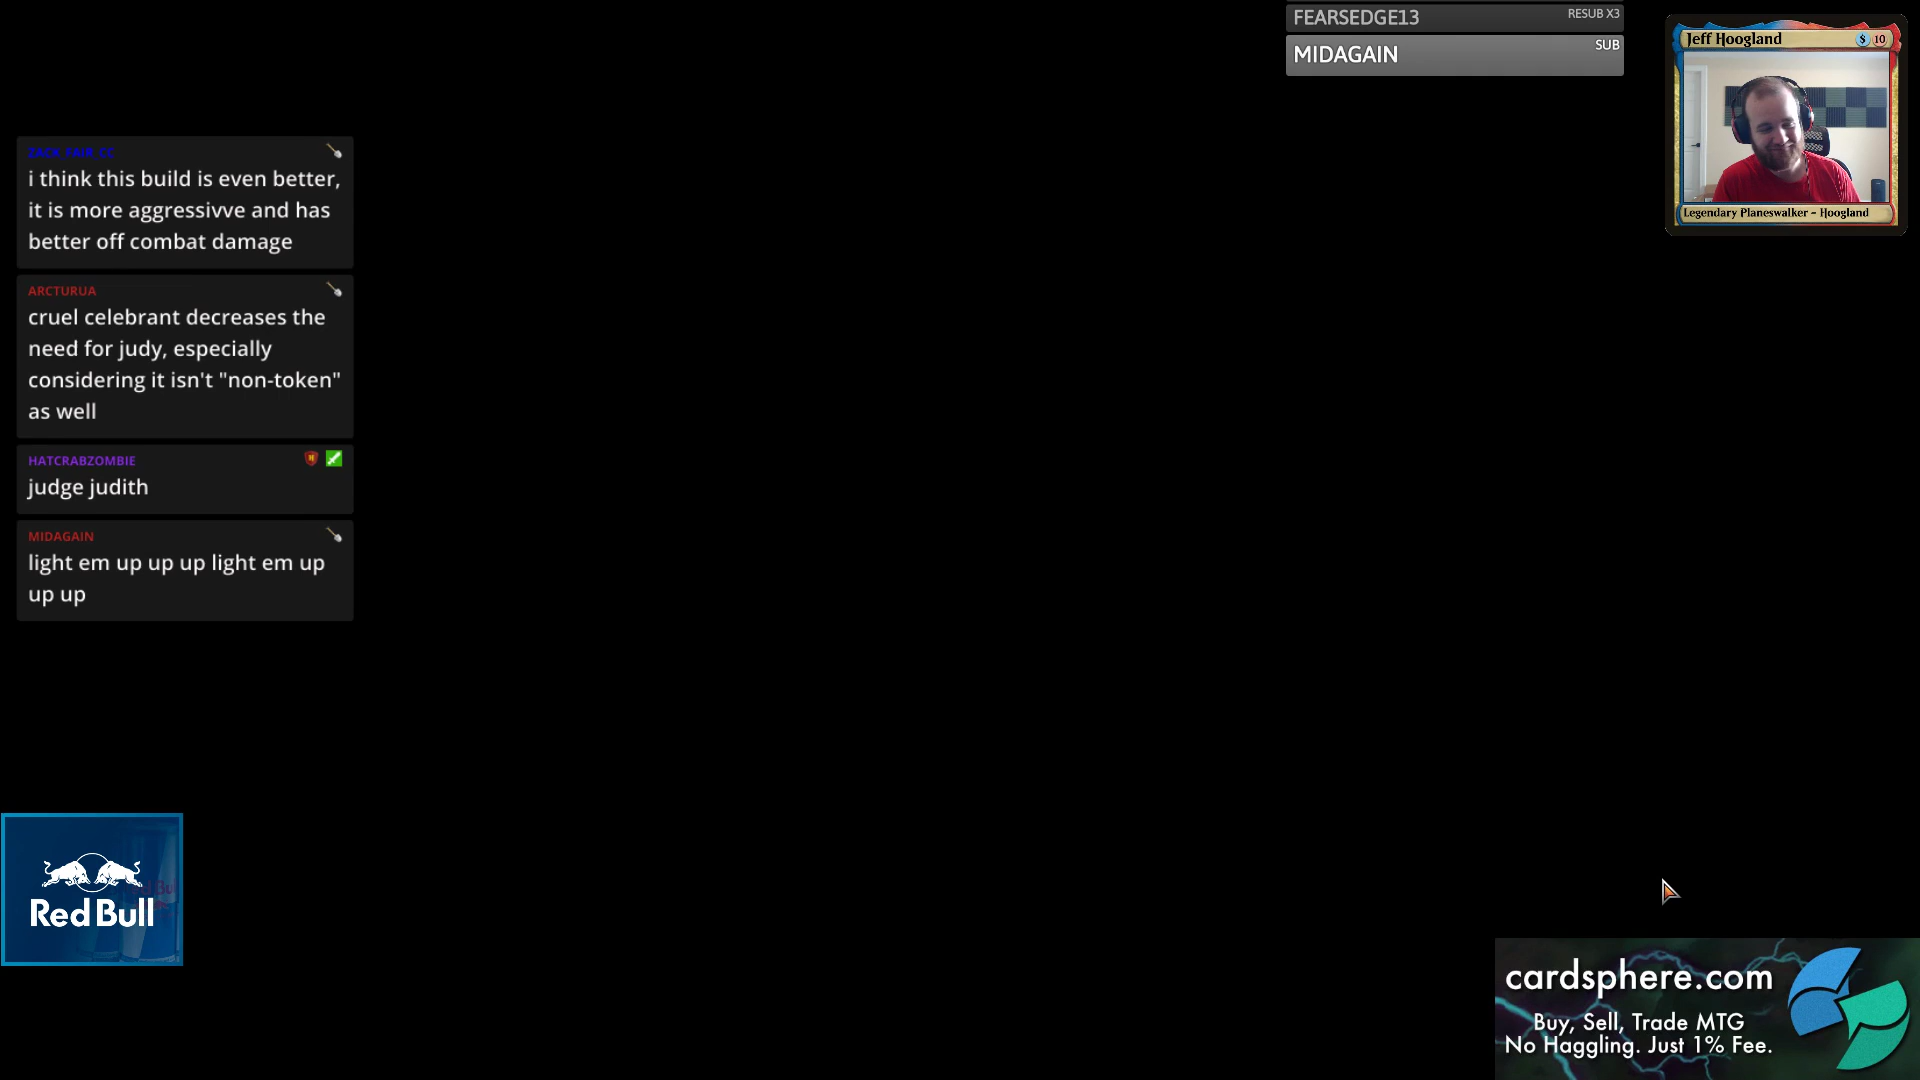 FEARSEDGE13 RESUB X3
MIDAGAIN SUB
Jeff Hoogland $ 10
Legendary Planeswalker - Hoogland
ZACK_FAIR_CC
i think this build is even better,
it is more aggressivve and has
better off combat damage
ARCTURUA
cruel celebrant decreases the
need for judy, especially
considering it isn't "non-token"
as well
HATCRABZOMBIE
judge judith
MIDAGAIN
light em up up up light em up
up up
Red Bull
cardsphere.com
Buy, Sell, Trade MTG
No Haggling. Just 1% Fee.